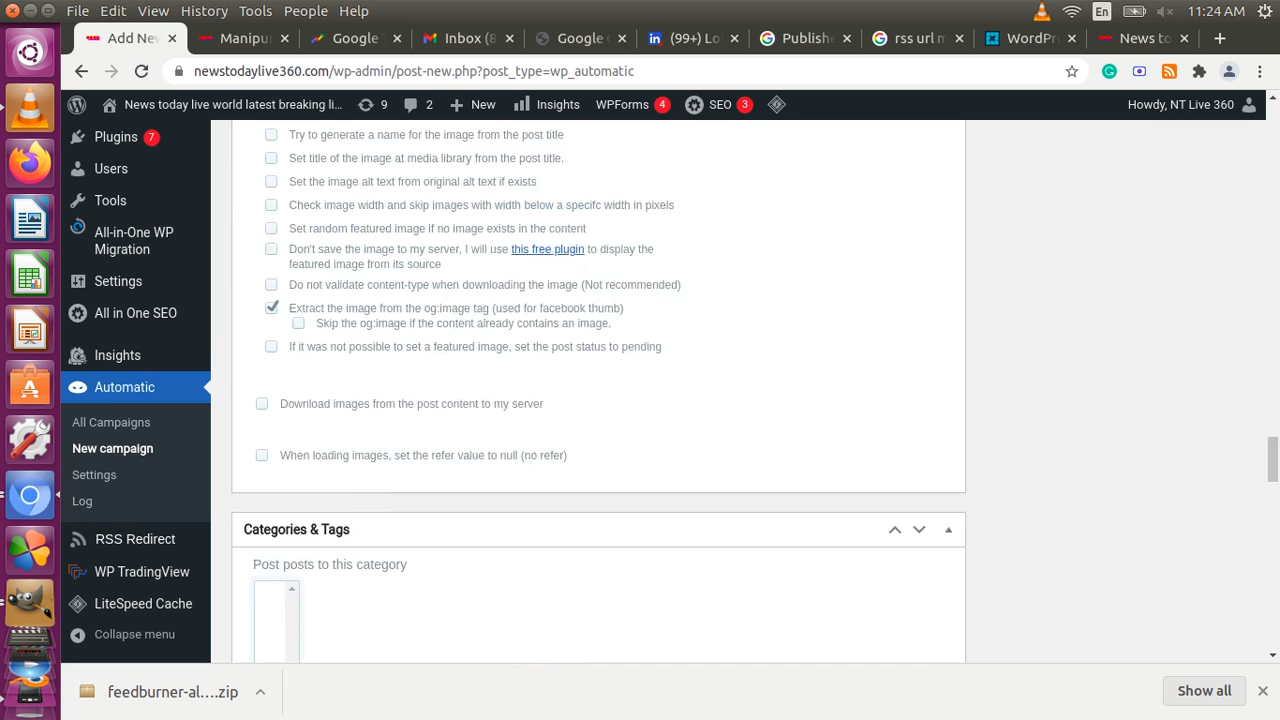 File Edit View History Tools People Help
En
11:24 AM
Add Nev
Manipu
Google
Inbox (8
Google
(99+) Lo
Publishe
rss url m
WordPr
News to
newstodaylive360.com/wp-admin/post-new.php?post_type=wp_automatic
News today live world latest breaking li...
9
2
New
Insights
WPForms 4
SEO 3
Howdy, NT Live 360
Plugins 7
Users
Tools
All-in-One WP
Migration
Settings
All in One SEO
Insights
Automatic
All Campaigns
New campaign
Settings
Log
RSS Redirect
WP TradingView
LiteSpeed Cache
Collapse menu
Try to generate a name for the image from the post title
Set title of the image at media library from the post title.
Set the image alt text from original alt text if exists
Check image width and skip images with width below a specifc width in pixels
Set random featured image if no image exists in the content
Don't save the image to my server, I will use this free plugin to display the
featured image from its source
Do not validate content-type when downloading the image (Not recommended)
Extract the image from the og:image tag (used for facebook thumb)
Skip the og:image if the content already contains an image.
If it was not possible to set a featured image, set the post status to pending
Download images from the post content to my server
When loading images, set the refer value to null (no refer)
Categories & Tags
Post posts to this category
feedburner-al....zip
Show all